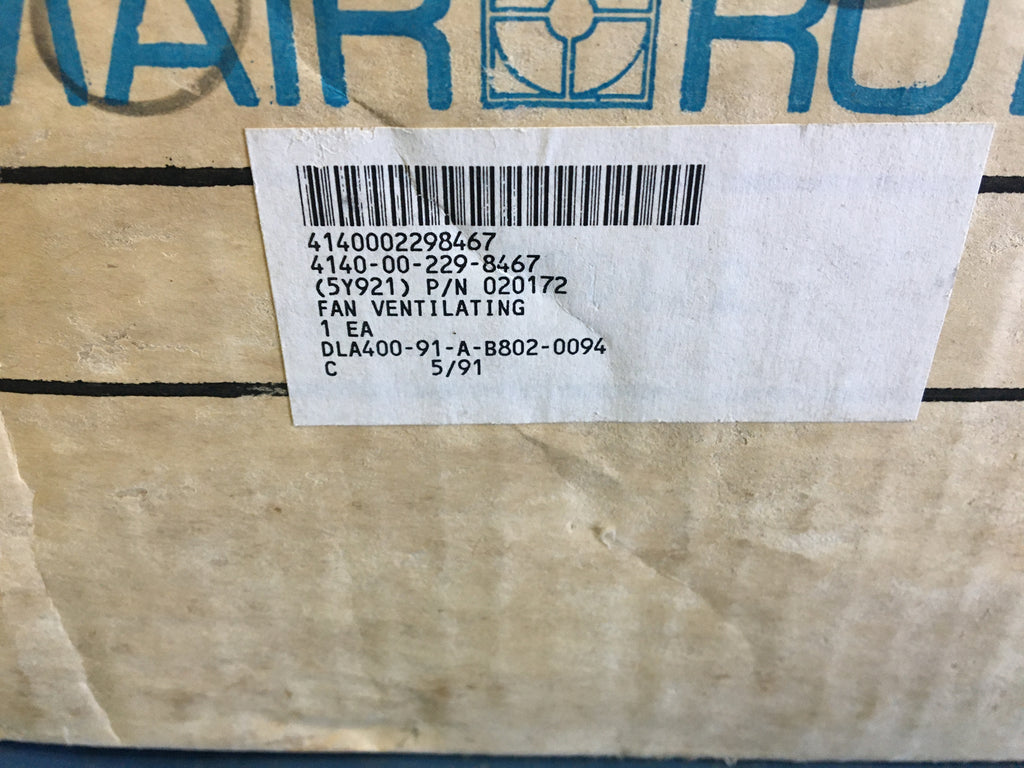 4140002298467
4140-00-229-8467
(5Y921) P/N 020172
FAN VENTILATING
1 EA
DLA400-91-A-B802-0094
C 5/91